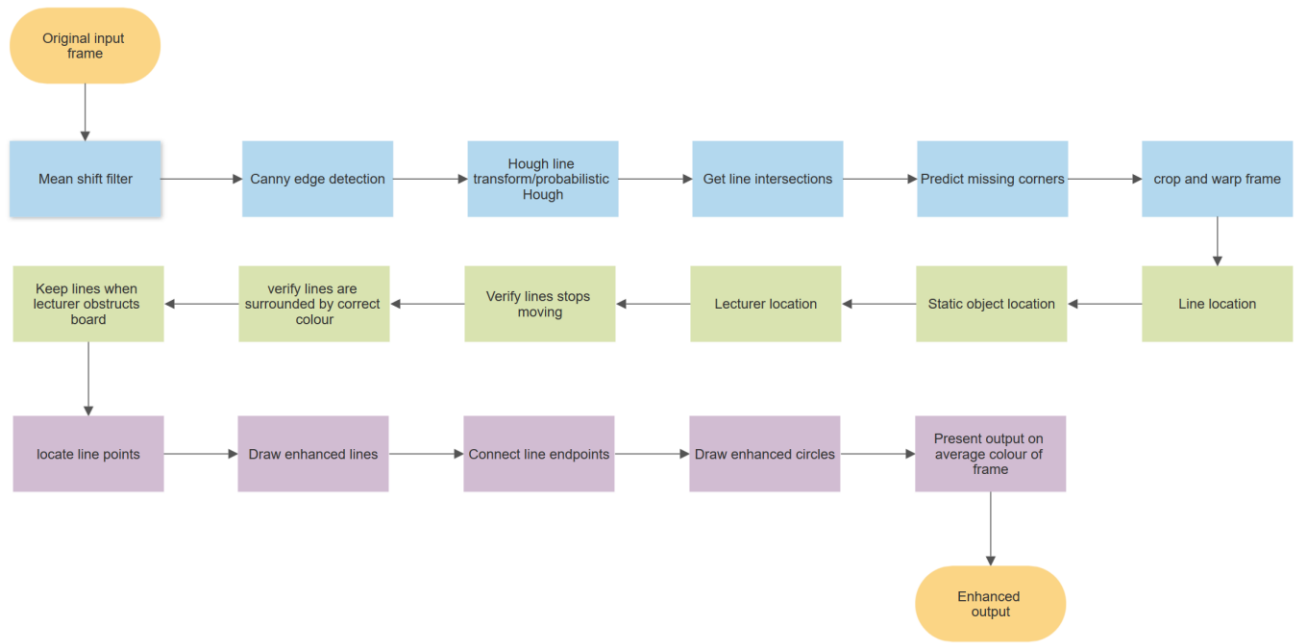 Original input
frame
Mean shift filter
Canny edge detection
Hough line
transform/probabilistic
Hough
Get line intersections
Predict missing corners
crop and warp frame
Keep lines when
lecturer obstructs
board
verify lines are
surrounded by correct
colour
Verify lines stops
moving
Lecturer location
Static object location
Line location
locate line points
Draw enhanced lines
Connect line endpoints
Draw enhanced circles
Present output on
average colour of
frame
Enhanced
output